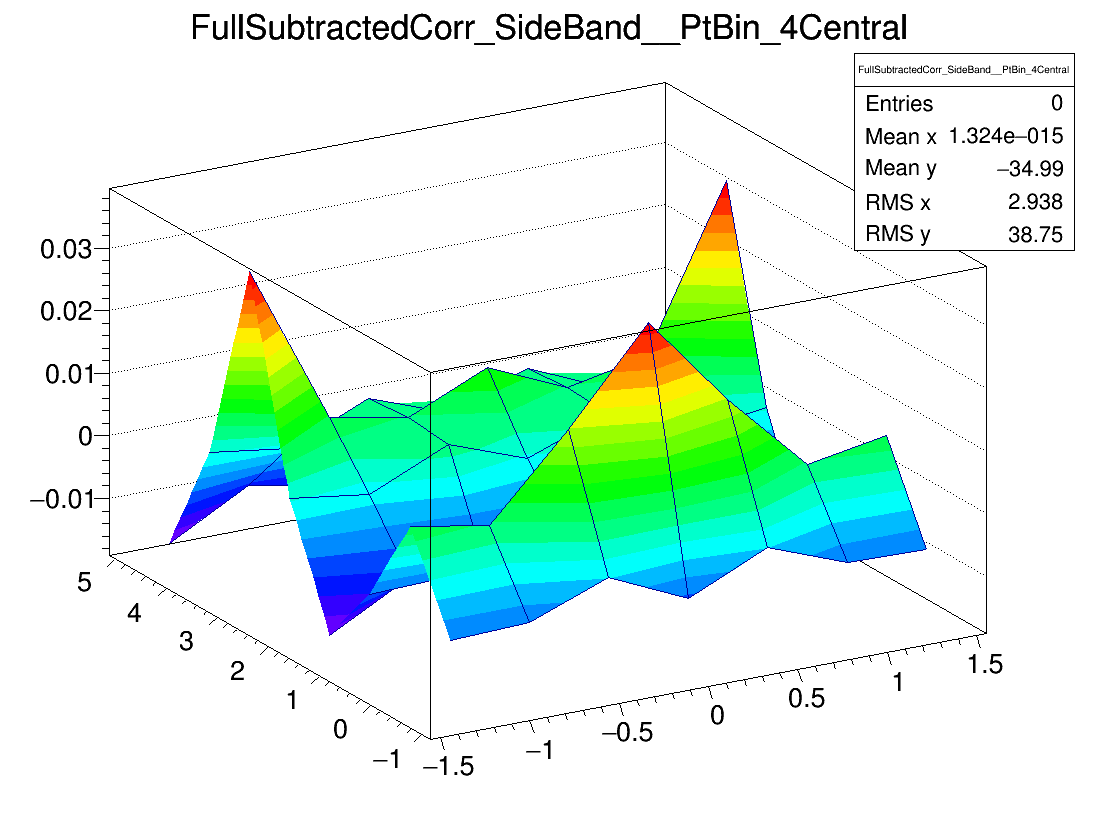 FullSubtractedCorr_SideBand__PtBin_4Central
FullSubtractedCorr_SideBand__PtBin_4Central
Entries 0
Mean x 1.324e−015
Mean y −34.99
RMS x 2.938
RMS y 38.75
0.03
0.02
0.01
0
−0.01
5
4
3
2
1
0
−1
−1.5
−1
−0.5
0
0.5
1
1.5